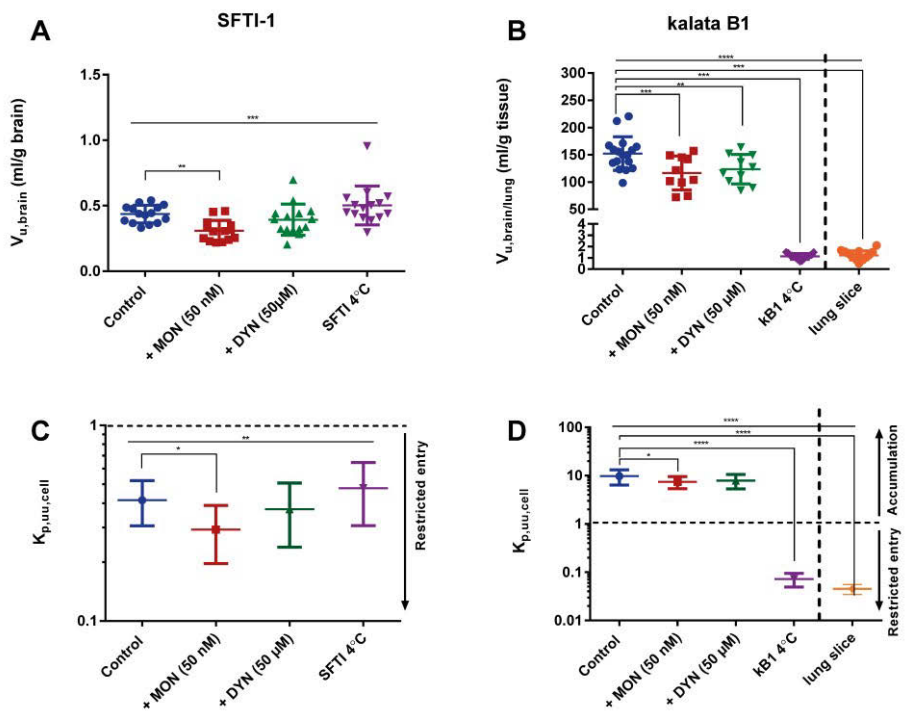 SFTI-1
kalata B1
A
V_u,brain (ml/g brain)
1.5
1.0
0.5
0.0
***
**
Control
+ MON (50 nM)
+ DYN (50µM)
SFTI 4°C
B
V_u,brain/lung (ml/g tissue)
300
250
200
150
100
50
4
3
2
1
0
****
***
***
**
***
Control
+ MON (50 nM)
+ DYN (50 µM)
kB1 4°C
lung slice
C
K_p,uu,cell
1
0.1
**
*
Restricted entry
Control
+ MON (50 nM)
+ DYN (50 µM)
SFTI 4°C
D
K_p,uu,cell
100
10
1
0.1
0.01
****
****
****
*
Accumulation
Restricted entry
Control
+ MON (50 nM)
+ DYN (50 µM)
kB1 4°C
lung slice